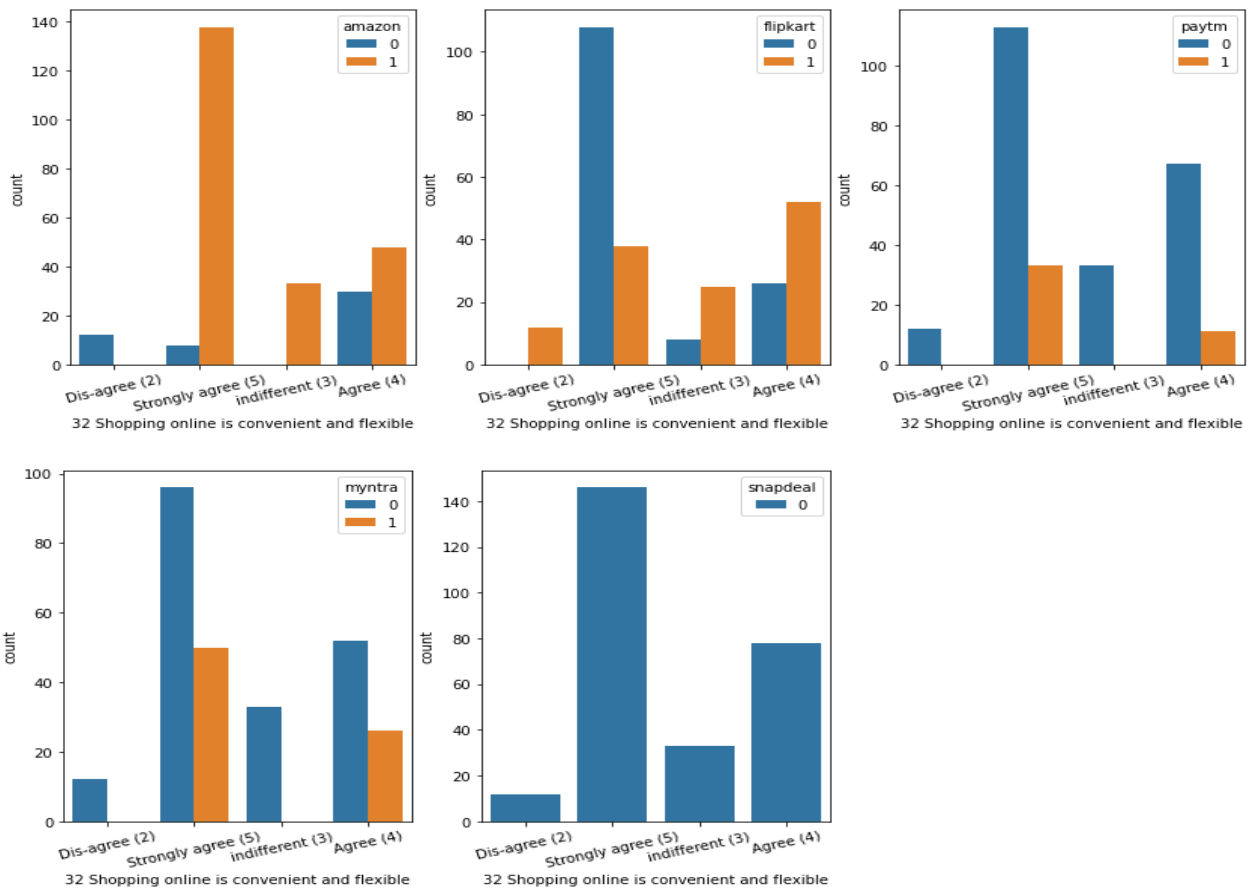 amazon
0
1
140
120
100
80
60
40
20
0
count
Dis-agree (2)
Strongly agree (5)
indifferent (3)
Agree (4)
32 Shopping online is convenient and flexible
flipkart
0
1
100
80
60
40
20
0
count
Dis-agree (2)
Strongly agree (5)
indifferent (3)
Agree (4)
32 Shopping online is convenient and flexible
paytm
0
1
100
80
60
40
20
0
count
Dis-agree (2)
Strongly agree (5)
indifferent (3)
Agree (4)
32 Shopping online is convenient and flexible
myntra
0
1
100
80
60
40
20
0
count
Dis-agree (2)
Strongly agree (5)
indifferent (3)
Agree (4)
32 Shopping online is convenient and flexible
snapdeal
0
140
120
100
80
60
40
20
0
count
Dis-agree (2)
Strongly agree (5)
indifferent (3)
Agree (4)
32 Shopping online is convenient and flexible